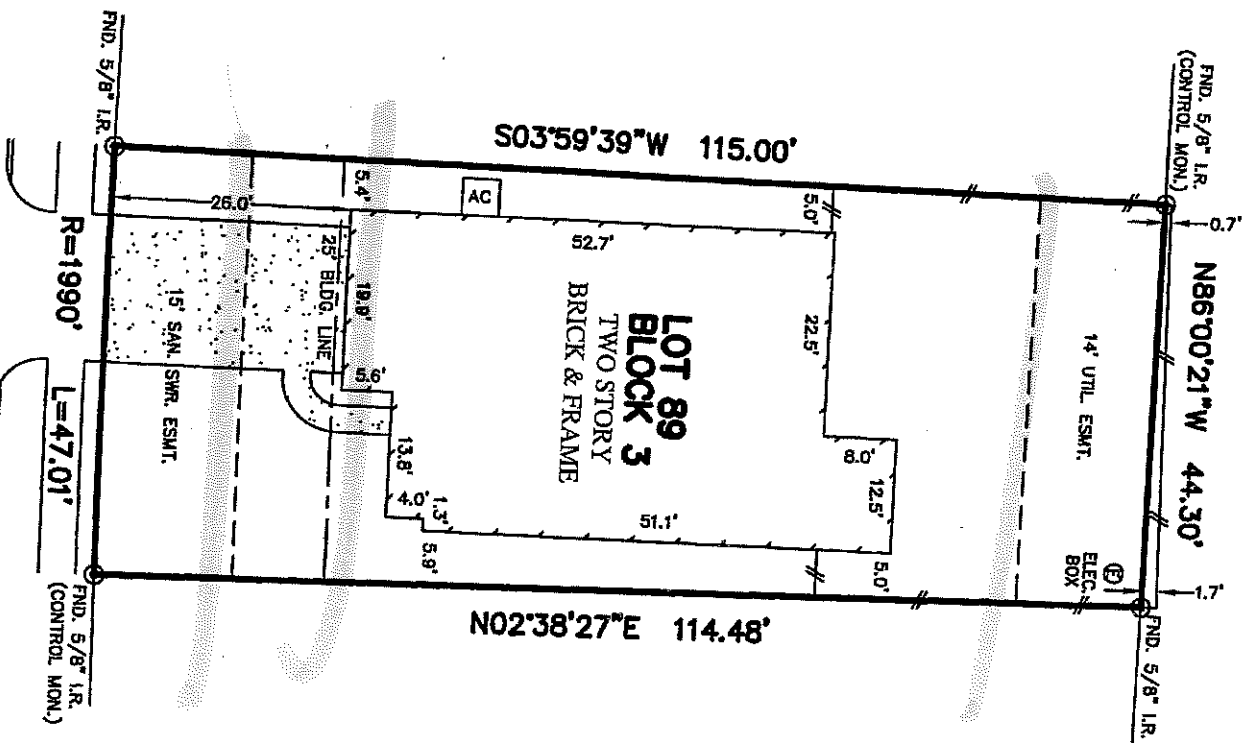 FND. 5/8" I.R.
FND. 5/8" I.R.
(CONTROL MON.)
0.7'
S03°59'39"W 115.00'
N86°00'21"W 44.30'
5.4'
AC
5.0'
26.0'
52.7'
R=1990'
25' BLDG. LINE
19.9'
22.5'
15' SAN. SWR. ESMT.
LOT 89
BLOCK 3
TWO STORY
BRICK & FRAME
14' UTIL. ESMT.
5.6'
8.0'
L=47.01'
13.8'
12.5'
4.0'
1.3'
51.1'
5.9'
5.0'
ELEC.
BOX
E
1.7'
N02°38'27"E 114.48'
FND. 5/8" I.R.
(CONTROL MON.)
FND. 5/8" I.R.